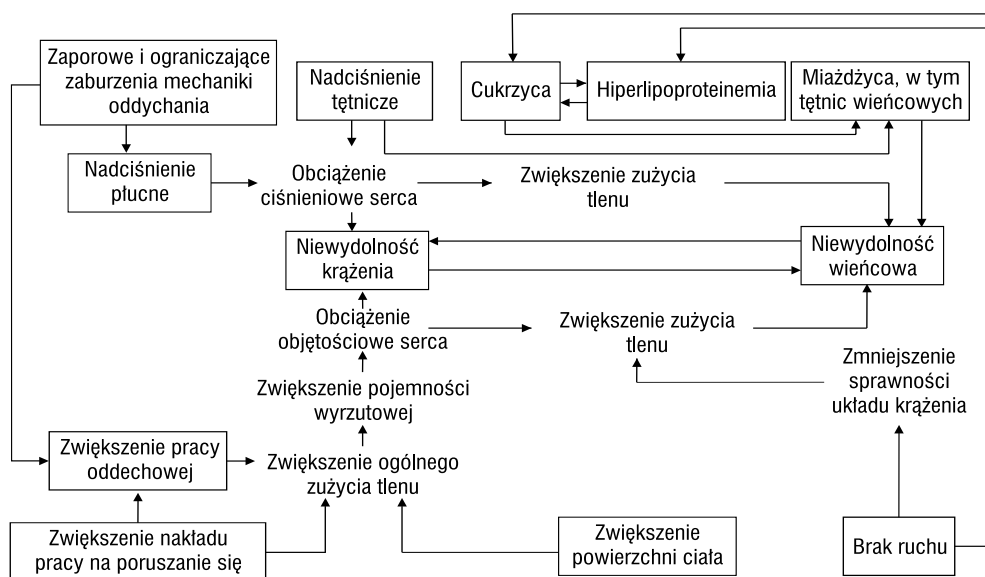 Zaporowe i ograniczające
zaburzenia mechaniki
oddychania
Nadciśnienie
tętnicze
Cukrzyca
Hiperlipoproteinemia
Miażdżyca, w tym
tętnic wieńcowych
Nadciśnienie
płucne
Obciążenie
ciśnieniowe serca
Zwiększenie zużycia
tlenu
Niewydolność
krążenia
Niewydolność
wieńcowa
Obciążenie
objętościowe serca
Zwiększenie zużycia
tlenu
Zwiększenie pojemności
wyrzutowej
Zmniejszenie
sprawności
układu krążenia
Zwiększenie pracy
oddechowej
Zwiększenie ogólnego
zużycia tlenu
Zwiększenie nakładu
pracy na poruszanie się
Zwiększenie
powierzchni ciała
Brak ruchu